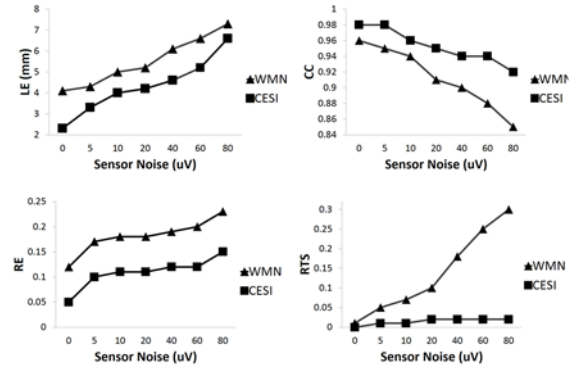 8
7
6
5
4
3
2
LE (mm)
0 5 10 20 40 60 80
Sensor Noise (uV)
WMN
CESI
1
0.98
0.96
0.94
0.92
0.9
0.88
0.86
0.84
CC
0 5 10 20 40 60 80
Sensor Noise (uV)
WMN
CESI
0.25
0.2
0.15
0.1
0.05
0
RE
0 5 10 20 40 60 80
Sensor Noise (uV)
WMN
CESI
0.3
0.25
0.2
0.15
0.1
0.05
0
RTS
0 5 10 20 40 60 80
Sensor Noise (uV)
WMN
CESI